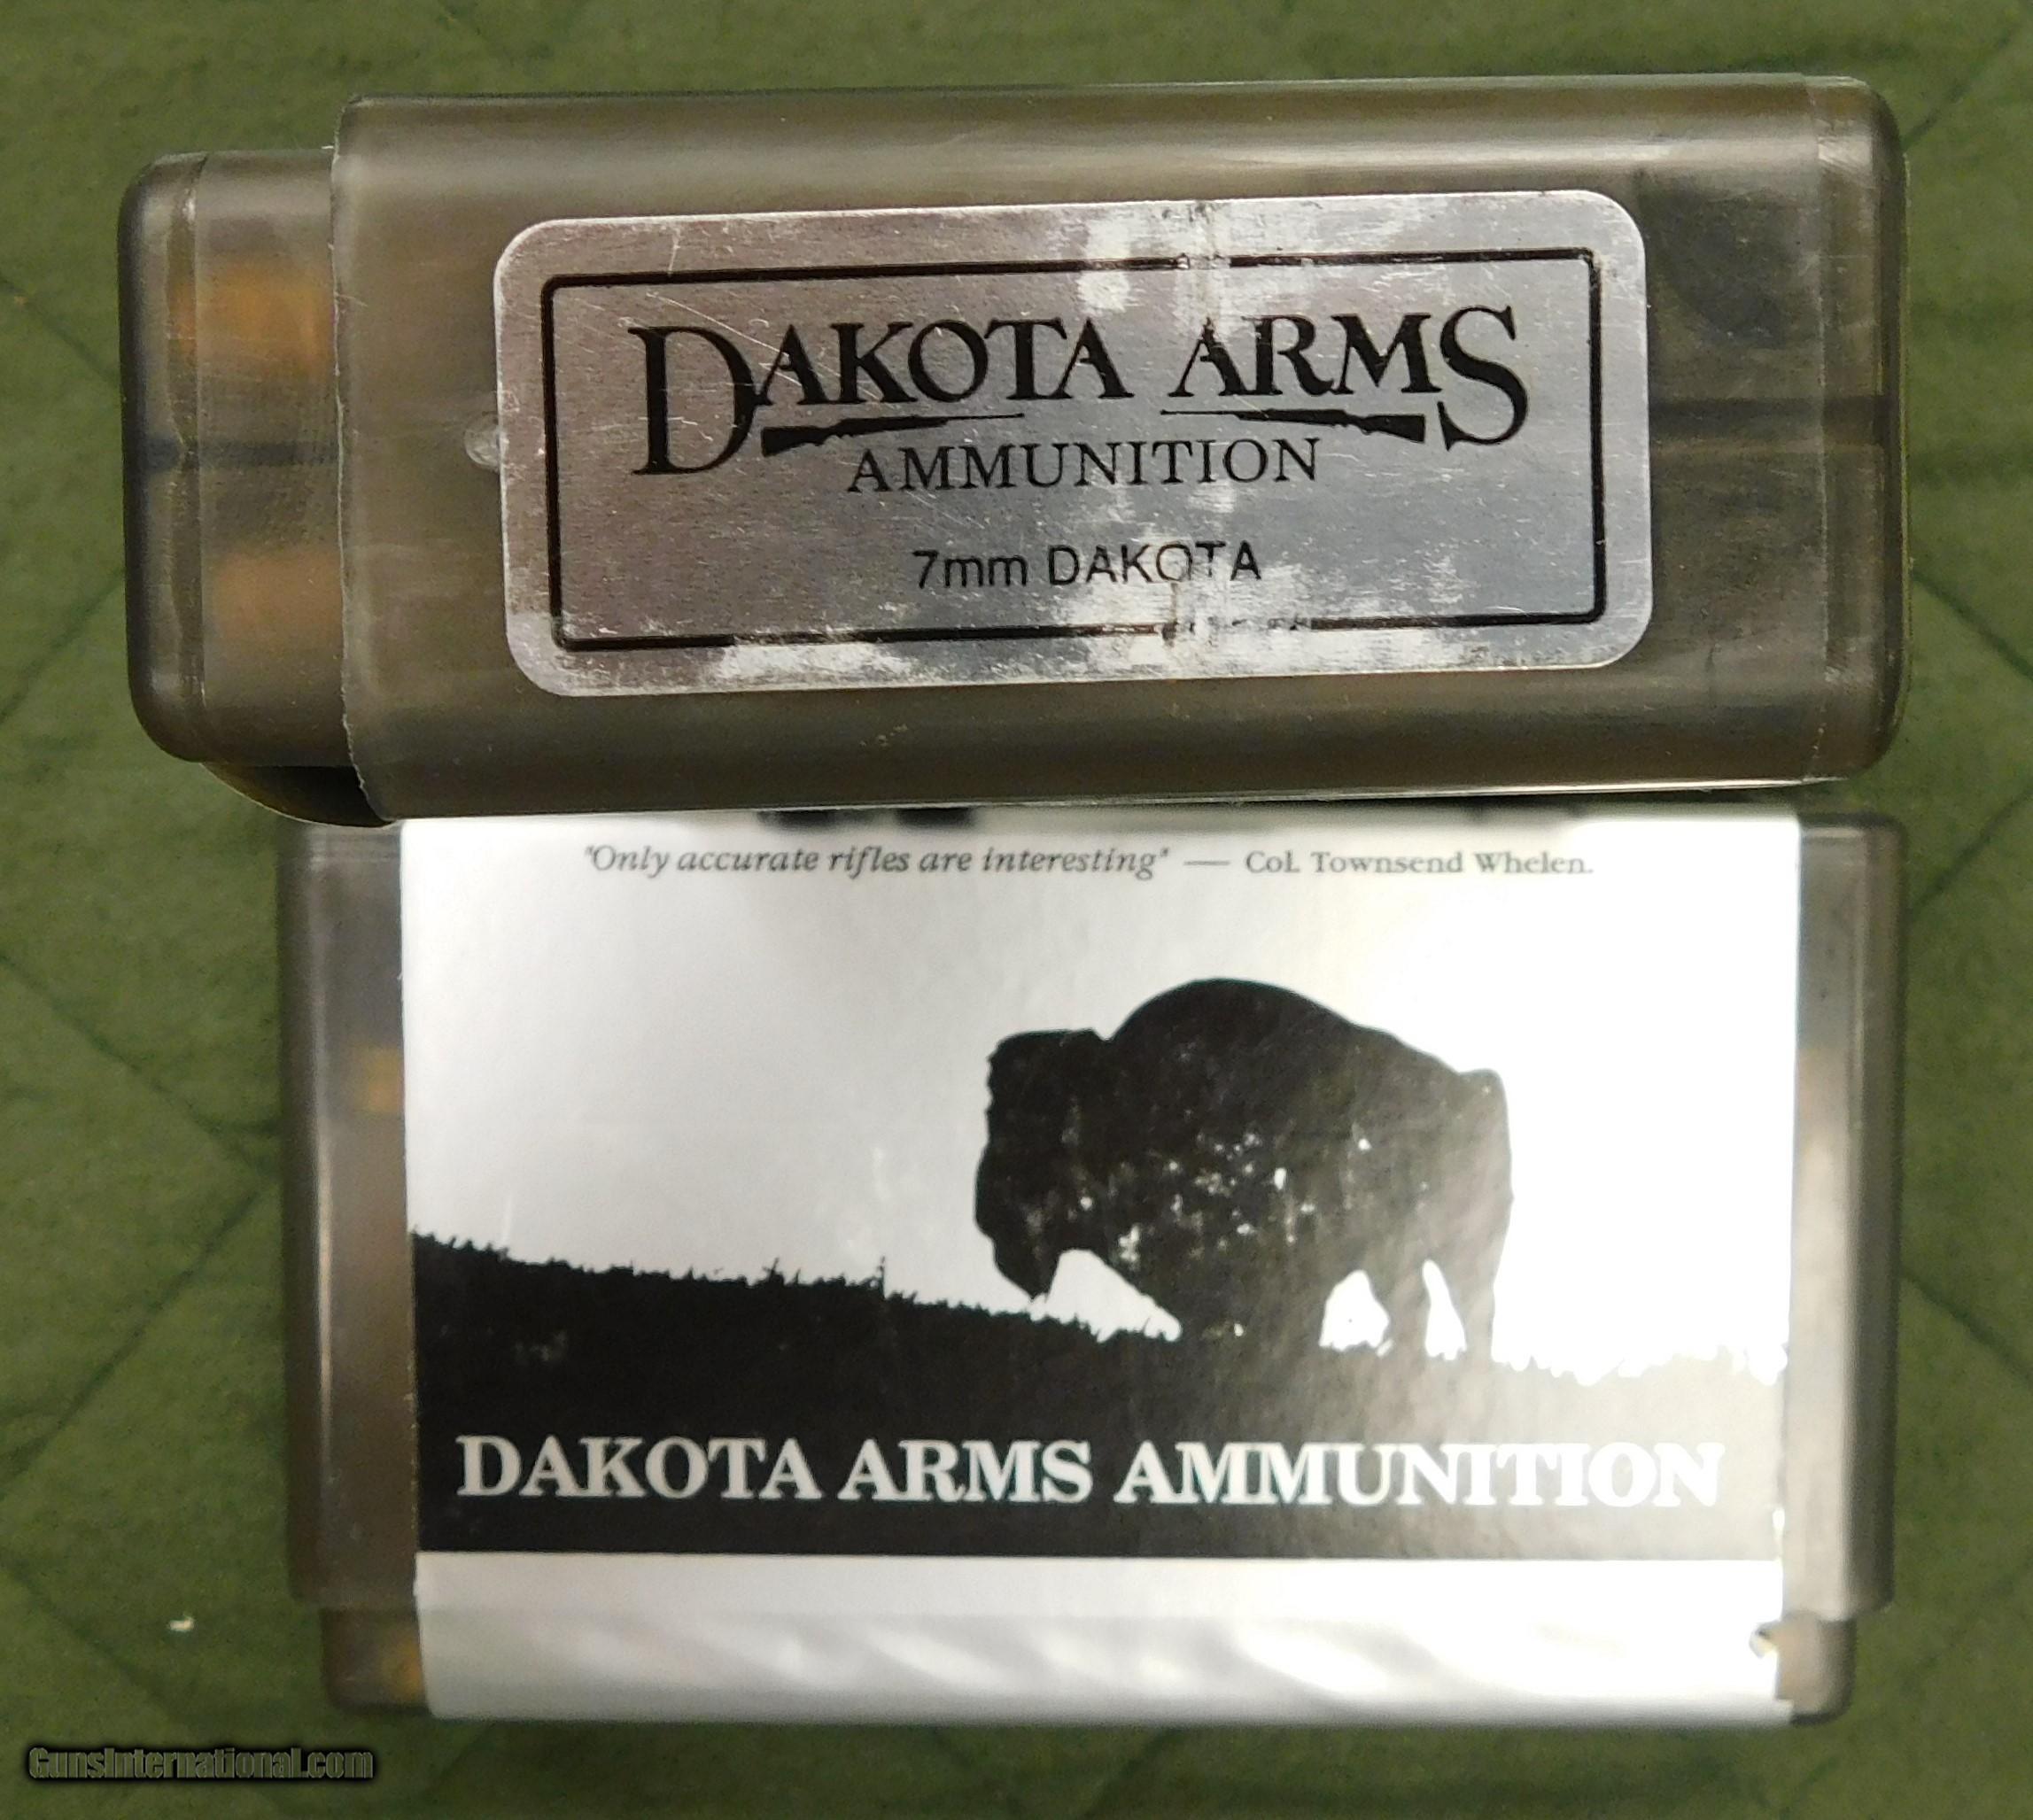 DAKOTA ARMS
AMMUNITION
7mm DAKOTA
"Only accurate rifles are interesting" — Col. Townsend Whelen.
DAKOTA ARMS AMMUNITION
GunsInternational.com